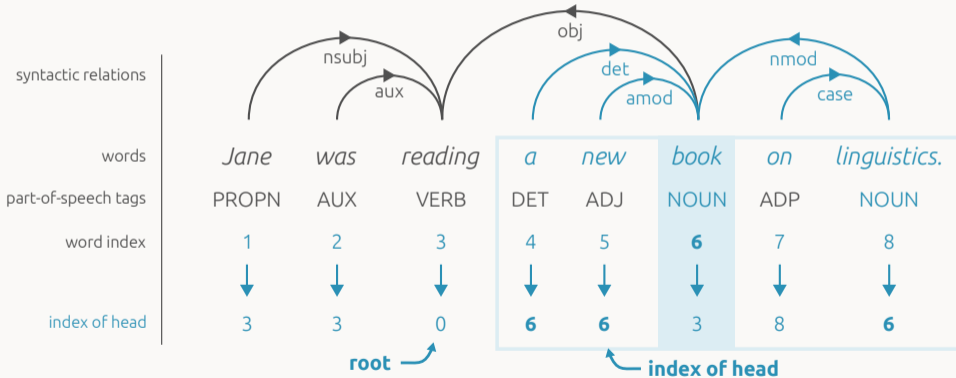 obj
nsubj
det
nmod
syntactic relations
aux
amod
case
words Jane was reading a new book on linguistics.
part-of-speech tags PROPN AUX VERB DET ADJ NOUN ADP NOUN
word index 1 2 3 4 5 6 7 8
index of head 3 3 0 6 6 3 8 6
root
index of head